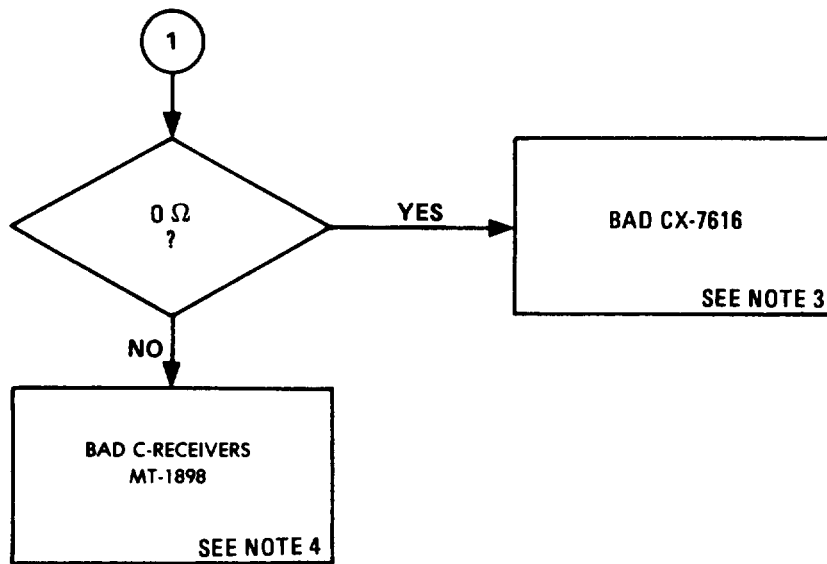 1
0 Ω
?
YES
BAD CX-7616
SEE NOTE 3
NO
BAD C-RECEIVERS
MT-1898
SEE NOTE 4